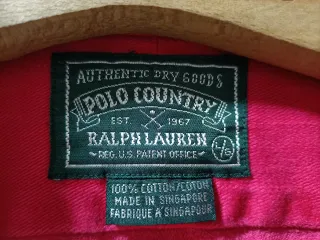 AUTHENTIC DRY GOODS
POLO COUNTRY
EST. 1967
RALPH LAUREN
~REG. U.S. PATENT OFFICE~
L/S
100% COTTON/COTON
MADE IN SINGAPORE
FABRIQUÉ À SINGAPOUR